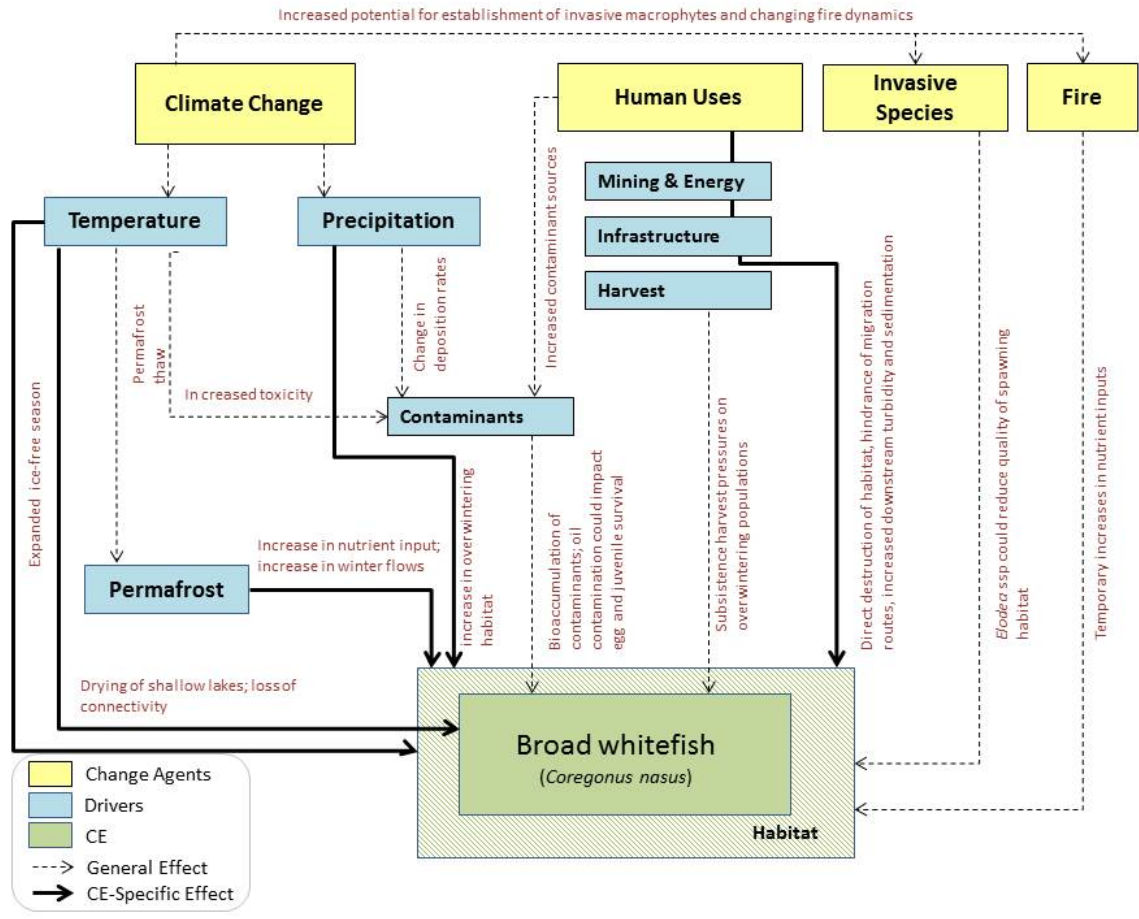 Increased potential for establishment of invasive macrophytes and changing fire dynamics
Climate Change
Human Uses
Invasive
Species
Fire
Mining & Energy
Temperature
Precipitation
Infrastructure
Harvest
Increased contaminant sources
Change in
deposition rates
Permafrost
thaw
In creased toxicity
Contaminants
Expanded ice-free season
Direct destruction of habitat, hindrance of migration
routes, increased downstream turbidity and sedimentation
Elodea ssp could reduce quality of spawning
habitat
Temporary increases in nutrient inputs
Subsistence harvest pressures on
overwintering populations
Bioaccumulation of
contaminants; oil
contamination could impact
egg and juvenile survival
increase in overwintering
habitat
Increase in nutrient input;
increase in winter flows
Permafrost
Drying of shallow lakes; loss of
connectivity
Broad whitefish
(Coregonus nasus)
Habitat
Change Agents
Drivers
CE
General Effect
CE-Specific Effect